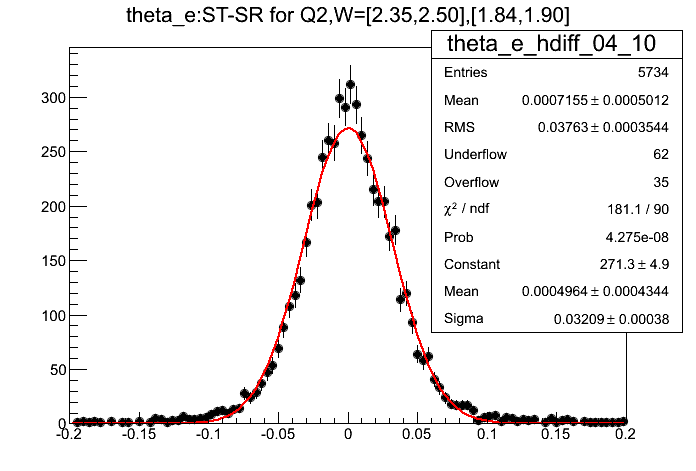 theta_e:ST-SR for Q2,W=[2.35,2.50],[1.84,1.90]
theta_e_hdiff_04_10
Entries 5734
Mean 0.0007155 ± 0.0005012
RMS 0.03763 ± 0.0003544
Underflow 62
Overflow 35
χ² / ndf 181.1 / 90
Prob 4.275e-08
Constant 271.3 ± 4.9
Mean 0.0004964 ± 0.0004344
Sigma 0.03209 ± 0.00038
300
250
200
150
100
50
0
-0.2 -0.15 -0.1 -0.05 0 0.05 0.1 0.15 0.2